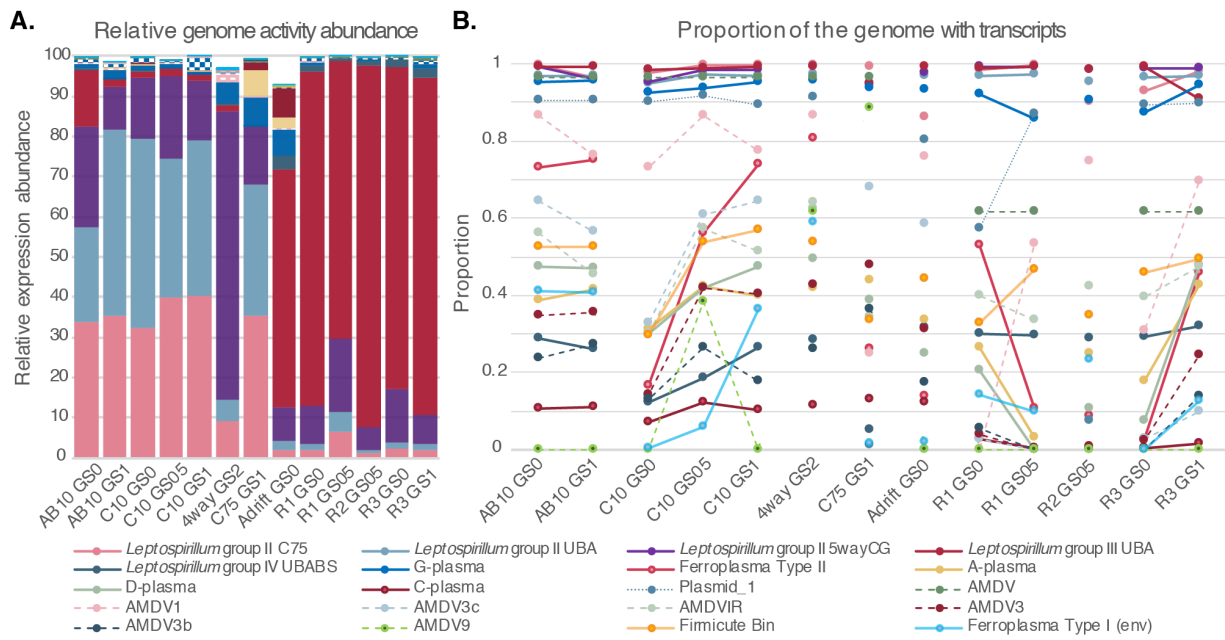 A.
Relative genome activity abundance
B.
Proportion of the genome with transcripts
Relative expression abundance
100
90
80
70
60
50
40
30
20
10
0
AB10 GS0
AB10 GS1
C10 GS0
C10 GS05
C10 GS1
4way GS2
C75 GS1
Adrift GS0
R1 GS0
R1 GS05
R2 GS05
R3 GS0
R3 GS1
Proportion
1
0.8
0.6
0.4
0.2
0
AB10 GS0
AB10 GS1
C10 GS0
C10 GS05
C10 GS1
4way GS2
C75 GS1
Adrift GS0
R1 GS0
R1 GS05
R2 GS05
R3 GS0
R3 GS1
Leptospirillum group II C75
Leptospirillum group II UBA
Leptospirillum group II 5wayCG
Leptospirillum group III UBA
Leptospirillum group IV UBABS
G-plasma
Ferroplasma Type II
A-plasma
D-plasma
C-plasma
Plasmid_1
AMDV
AMDV1
AMDV3c
AMDVIR
AMDV3
AMDV3b
AMDV9
Firmicute Bin
Ferroplasma Type I (env)